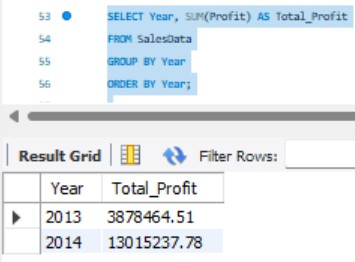 53 SELECT Year, SUM(Profit) AS Total_Profit
54 FROM SalesData
55 GROUP BY Year
56 ORDER BY Year;
Result Grid Filter Rows:
Year Total_Profit
2013 3878464.51
2014 13015237.78